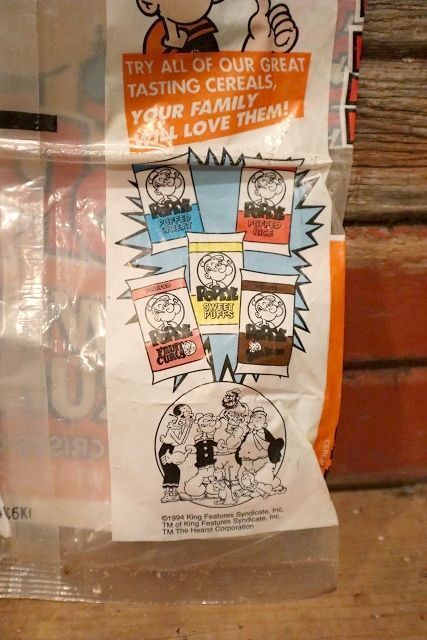 TRY ALL OF OUR GREAT
TASTING CEREALS,
YOUR FAMILY
WILL LOVE THEM!
POPEYE
PUFFED
WHEAT
POPEYE
PUFFED
RICE
POPEYE
SWEET
PUFFS
POPEYE
FRUIT
CURLS
POPEYE
©1994 King Features Syndicate, Inc.
TM of King Features Syndicate, Inc.
TM The Hearst Corporation